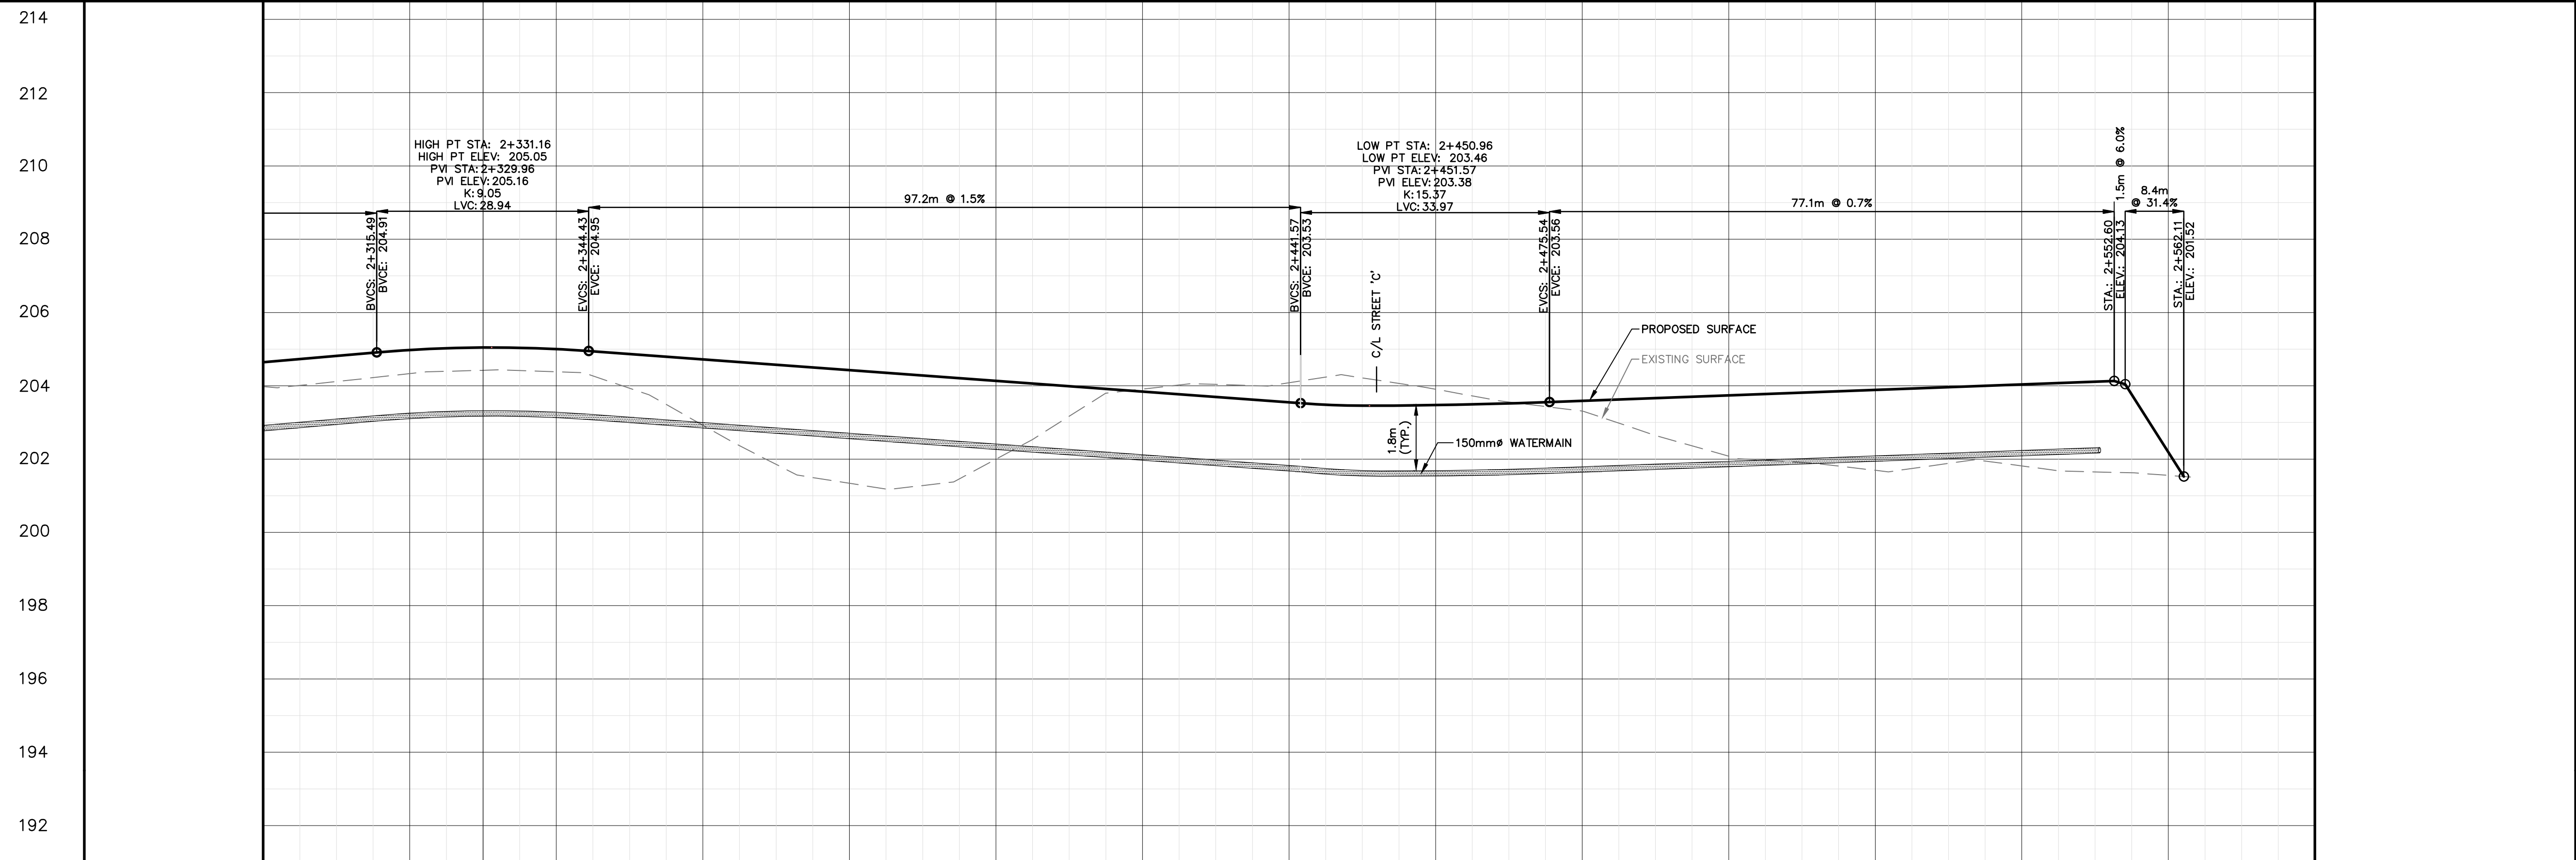 214
212
210
208
206
204
202
200
198
196
194
192
HIGH PT STA: 2+331.16
HIGH PT ELEV: 205.05
PVI STA:2+329.96
PVI ELEV:205.16
K:9.05
LVC:28.94
BVCS: 2+315.49
BVCE: 204.91
EVCS: 2+344.43
EVCE: 204.95
97.2m @ 1.5%
LOW PT STA: 2+450.96
LOW PT ELEV: 203.46
PVI STA:2+451.57
PVI ELEV:203.38
K:15.37
LVC:33.97
BVCS: 2+441.57
BVCE: 203.53
C/L STREET 'C'
EVCS: 2+475.54
EVCE: 203.56
1.8m
(TYP.)
150mmø WATERMAIN
PROPOSED SURFACE
EXISTING SURFACE
77.1m @ 0.7%
1.5m @ 6.0%
8.4m
@ 31.4%
STA.: 2+552.60
ELEV.: 204.13
STA.: 2+562.11
ELEV.: 201.52